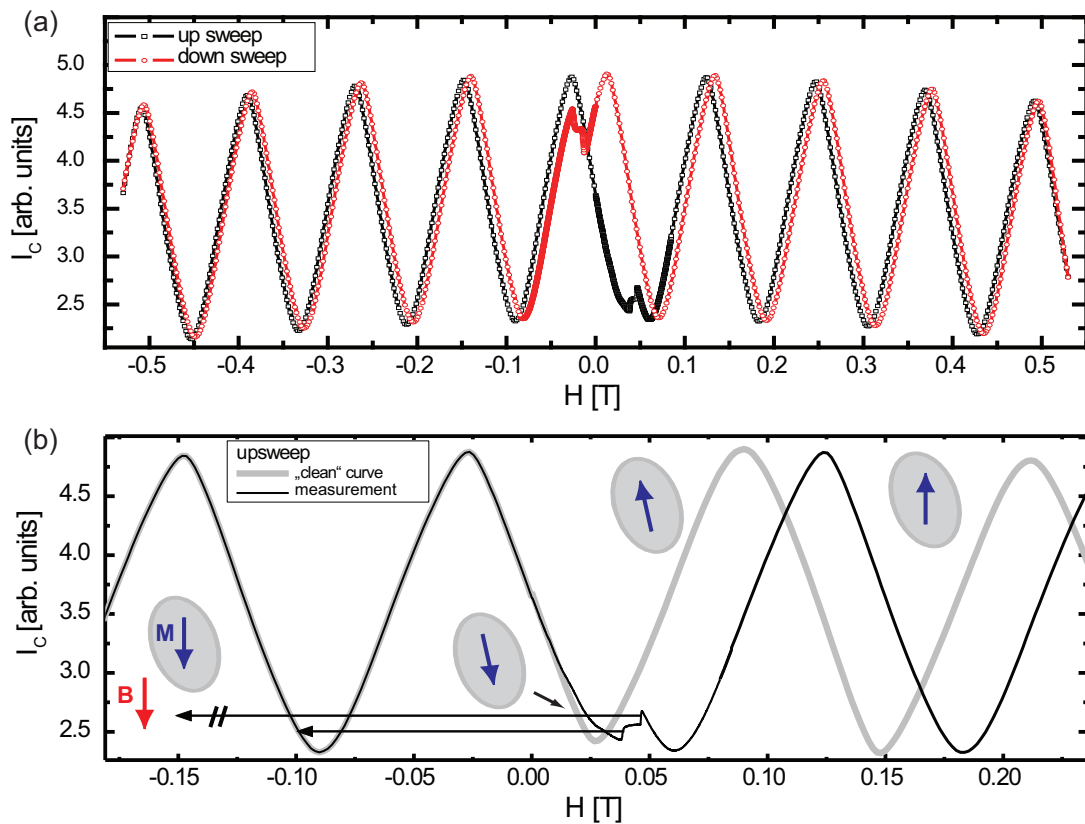 (a)
up sweep
down sweep
5.0
4.5
4.0
3.5
3.0
2.5
I_C [arb. units]
-0.5 -0.4 -0.3 -0.2 -0.1 0.0 0.1 0.2 0.3 0.4 0.5
H [T]
(b)
upsweep
„clean“ curve
measurement
4.5
4.0
3.5
3.0
2.5
I_C [arb. units]
M
B
-0.15 -0.10 -0.05 0.00 0.05 0.10 0.15 0.20
H [T]